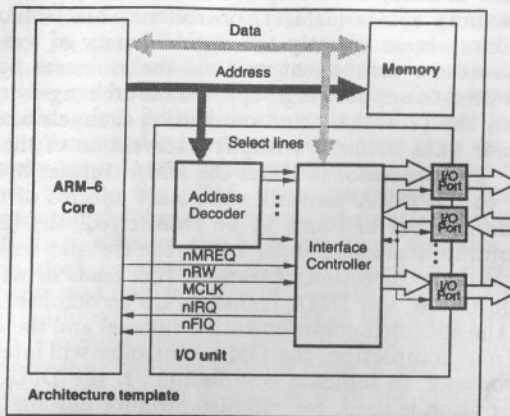 Data
Address
Memory
Select lines
ARM-6
Core
Address
Decoder
Interface
Controller
I/O
Port
I/O
Port
I/O
Port
nMREQ
nRW
MCLK
nIRQ
nFIQ
I/O unit
Architecture template